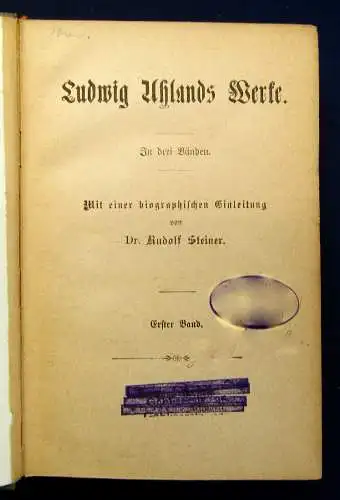 Ludwig Uhlands Werke.
In drei Bänden.
Mit einer biographischen Einleitung
von
Dr. Rudolf Steiner.
Erster Band.